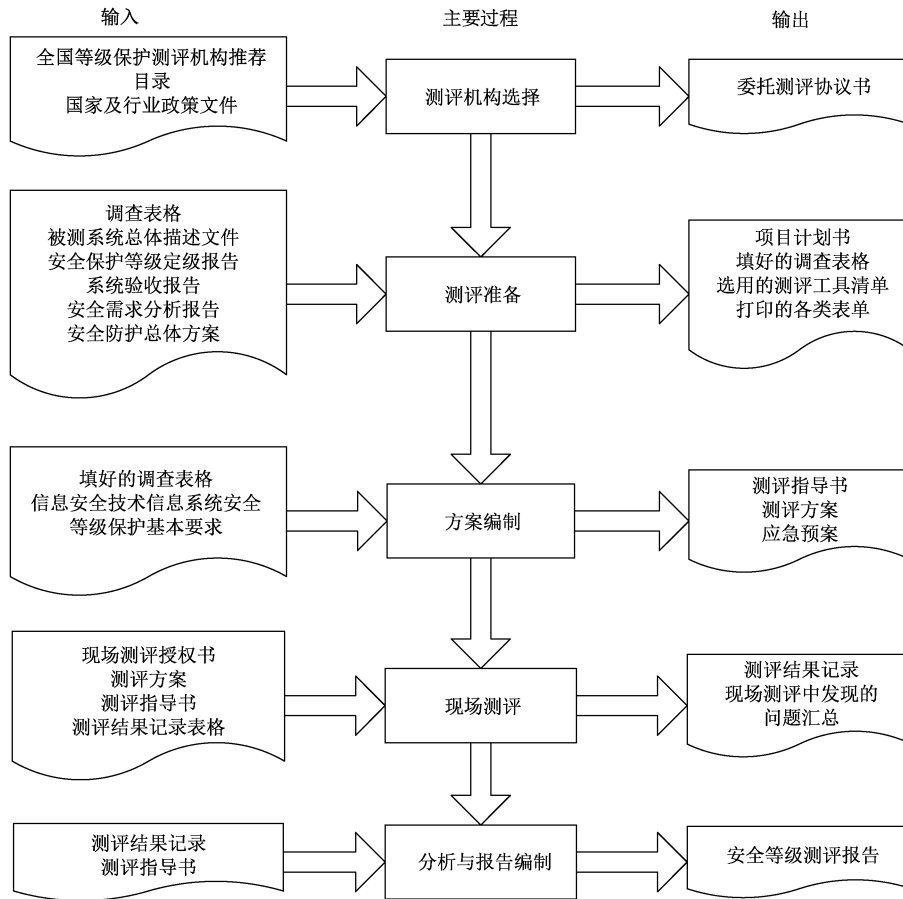 输入
主要过程
输出
全国等级保护测评机构推荐
目录
国家及行业政策文件
测评机构选择
委托测评协议书
调查表格
被测系统总体描述文件
安全保护等级定级报告
系统验收报告
安全需求分析报告
安全防护总体方案
测评准备
项目计划书
填好的调查表格
选用的测评工具清单
打印的各类表单
填好的调查表格
信息安全技术信息系统安全
等级保护基本要求
方案编制
测评指导书
测评方案
应急预案
现场测评授权书
测评方案
测评指导书
测评结果记录表格
现场测评
测评结果记录
现场测评中发现的
问题汇总
测评结果记录
测评指导书
分析与报告编制
安全等级测评报告